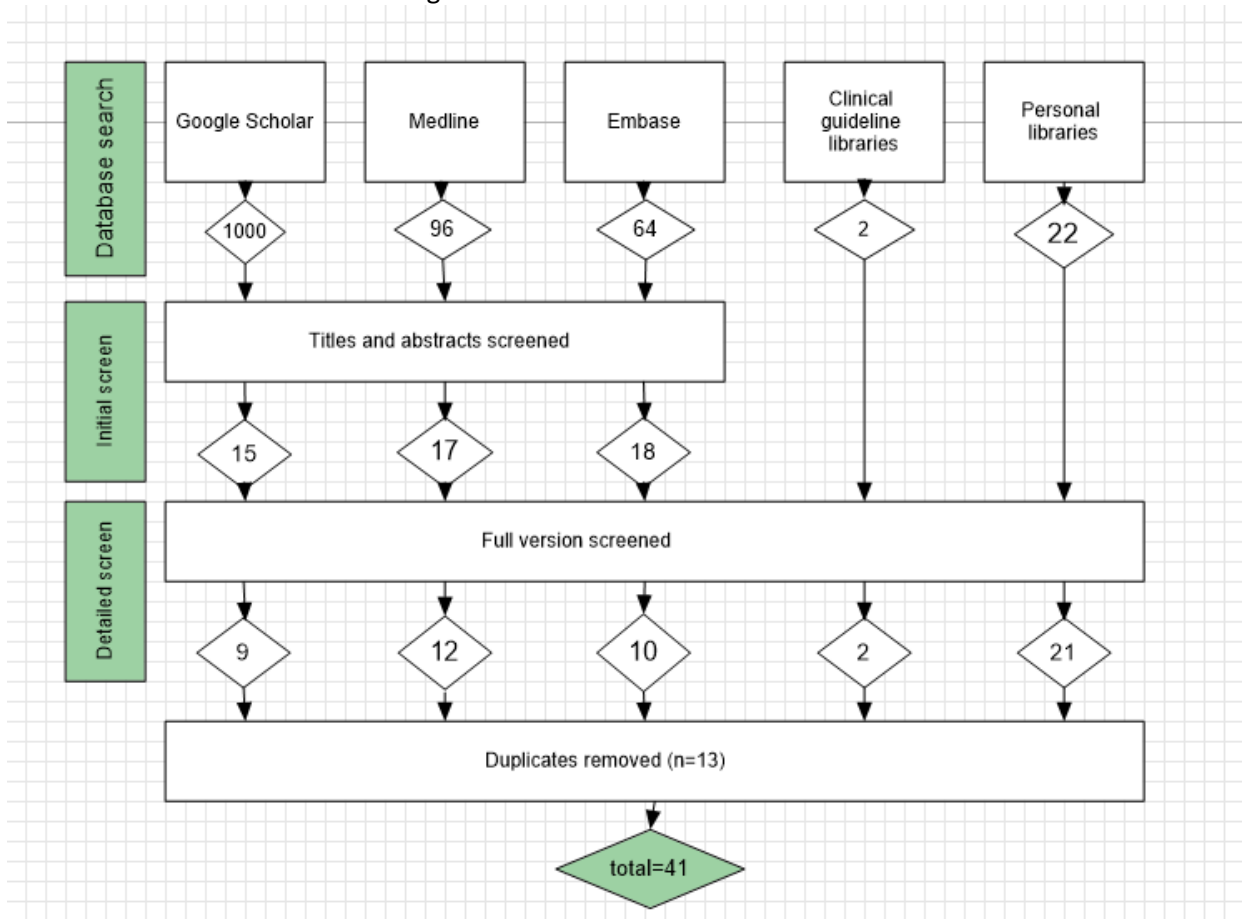 Database search
Google Scholar
Medline
Embase
Clinical
guideline
libraries
Personal
libraries
1000
96
64
2
22
Initial screen
Titles and abstracts screened
15
17
18
Detailed screen
Full version screened
9
12
10
2
21
Duplicates removed (n=13)
total=41